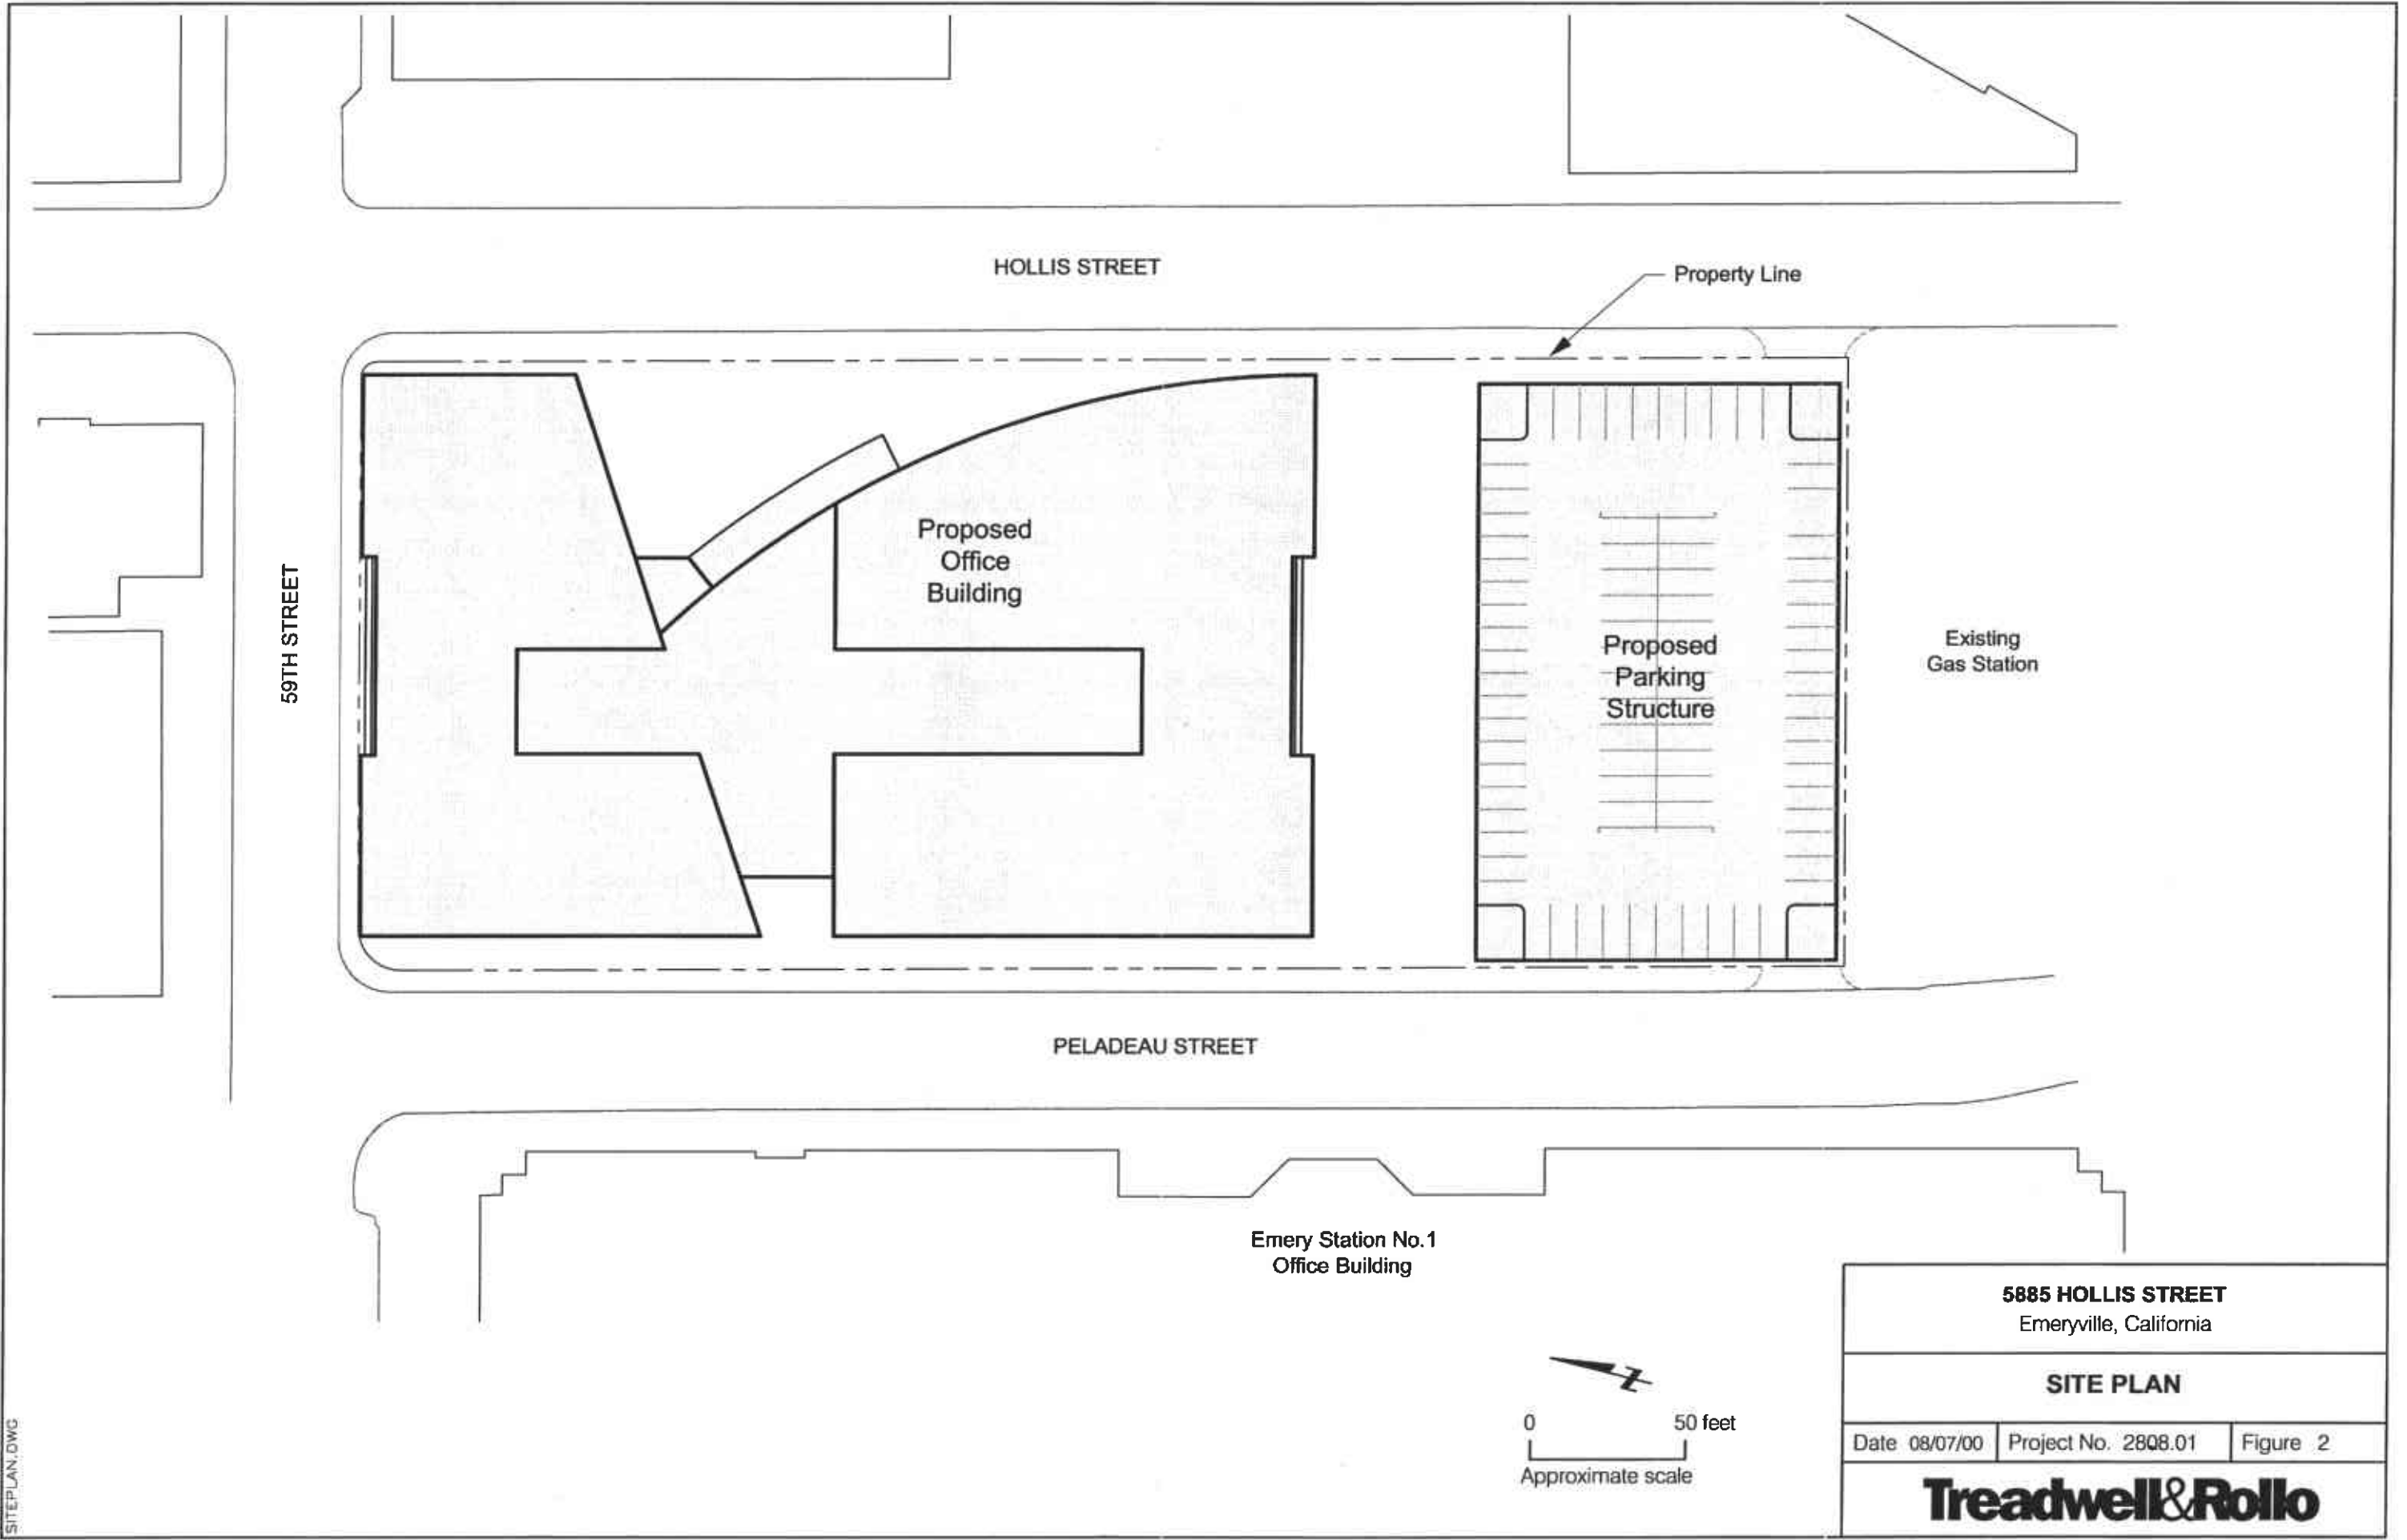 HOLLIS STREET
Property Line
59TH STREET
Proposed
Office
Building
Proposed
Parking
Structure
Existing
Gas Station
PELADEAU STREET
Emery Station No.1
Office Building
Z
0 50 feet
Approximate scale
5885 HOLLIS STREET
Emeryville, California
SITE PLAN
Date 08/07/00 Project No. 2808.01 Figure 2
Treadwell&Rollo
SITEPLAN.DWG